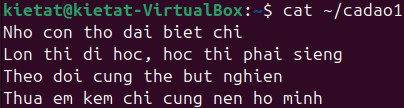 kietat@kietat-VirtualBox:~$ cat ~/cadao1
Nho con tho dai biet chi
Lon thi di hoc, hoc thi phai sieng
Theo doi cung the but nghien
Thua em kem chi cung nen ho minh